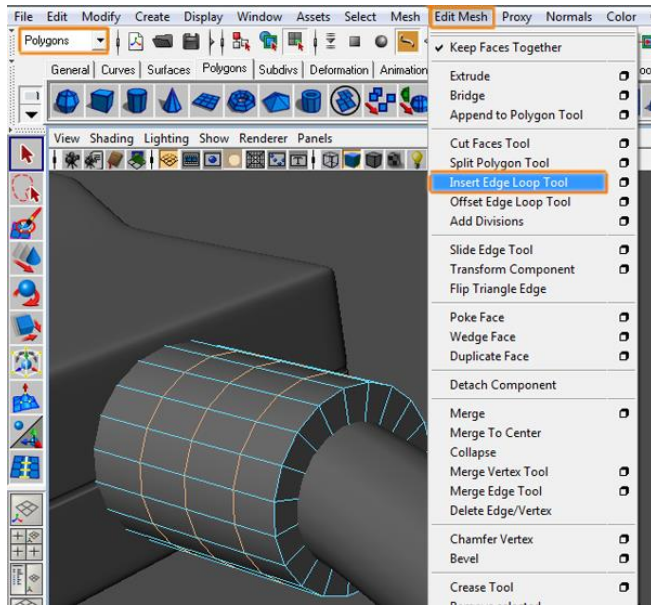 File Edit Modify Create Display Window Assets Select Mesh Edit Mesh Proxy Normals Color
Polygons
General Curves Surfaces Polygons Subdivs Deformation Animation
View Shading Lighting Show Renderer Panels
Keep Faces Together
Extrude
Bridge
Append to Polygon Tool
Cut Faces Tool
Split Polygon Tool
Insert Edge Loop Tool
Offset Edge Loop Tool
Add Divisions
Slide Edge Tool
Transform Component
Flip Triangle Edge
Poke Face
Wedge Face
Duplicate Face
Detach Component
Merge
Merge To Center
Collapse
Merge Vertex Tool
Merge Edge Tool
Delete Edge/Vertex
Chamfer Vertex
Bevel
Crease Tool